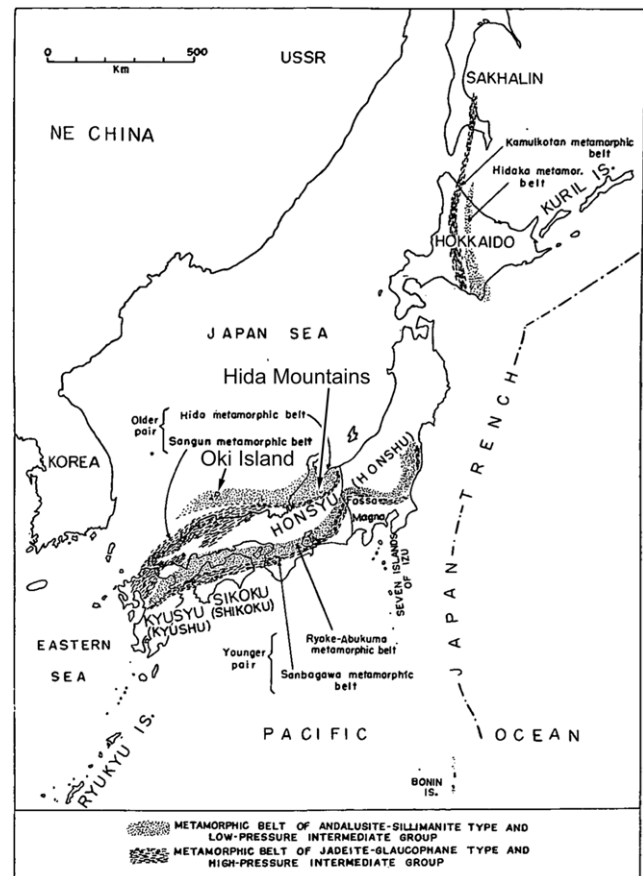 0 500
Km
USSR
SAKHALIN
NE CHINA
Kamuikotan metamorphic
belt
Hidaka metamor.
belt
KURIL IS.
HOKKAIDO
JAPAN SEA
Hida Mountains
Older
pair
Hida metamorphic belt
Sangun metamorphic belt
Oki Island
KOREA
HONSYU
(HONSHU)
Fossa
Magna
JAPAN TRENCH
SEVEN ISLANDS
OF IZU
SIKOKU
(SHIKOKU)
KYUSYU
(KYUSHU)
EASTERN
SEA
Ryoke-Abukuma
metamorphic belt
Younger
pair
Sanbagawa metamorphic
belt
RYUKYU IS.
PACIFIC OCEAN
BONIN
IS.
METAMORPHIC BELT OF ANDALUSITE-SILLIMANITE TYPE AND
LOW-PRESSURE INTERMEDIATE GROUP
METAMORPHIC BELT OF JADEITE-GLAUCOPHANE TYPE AND
HIGH-PRESSURE INTERMEDIATE GROUP